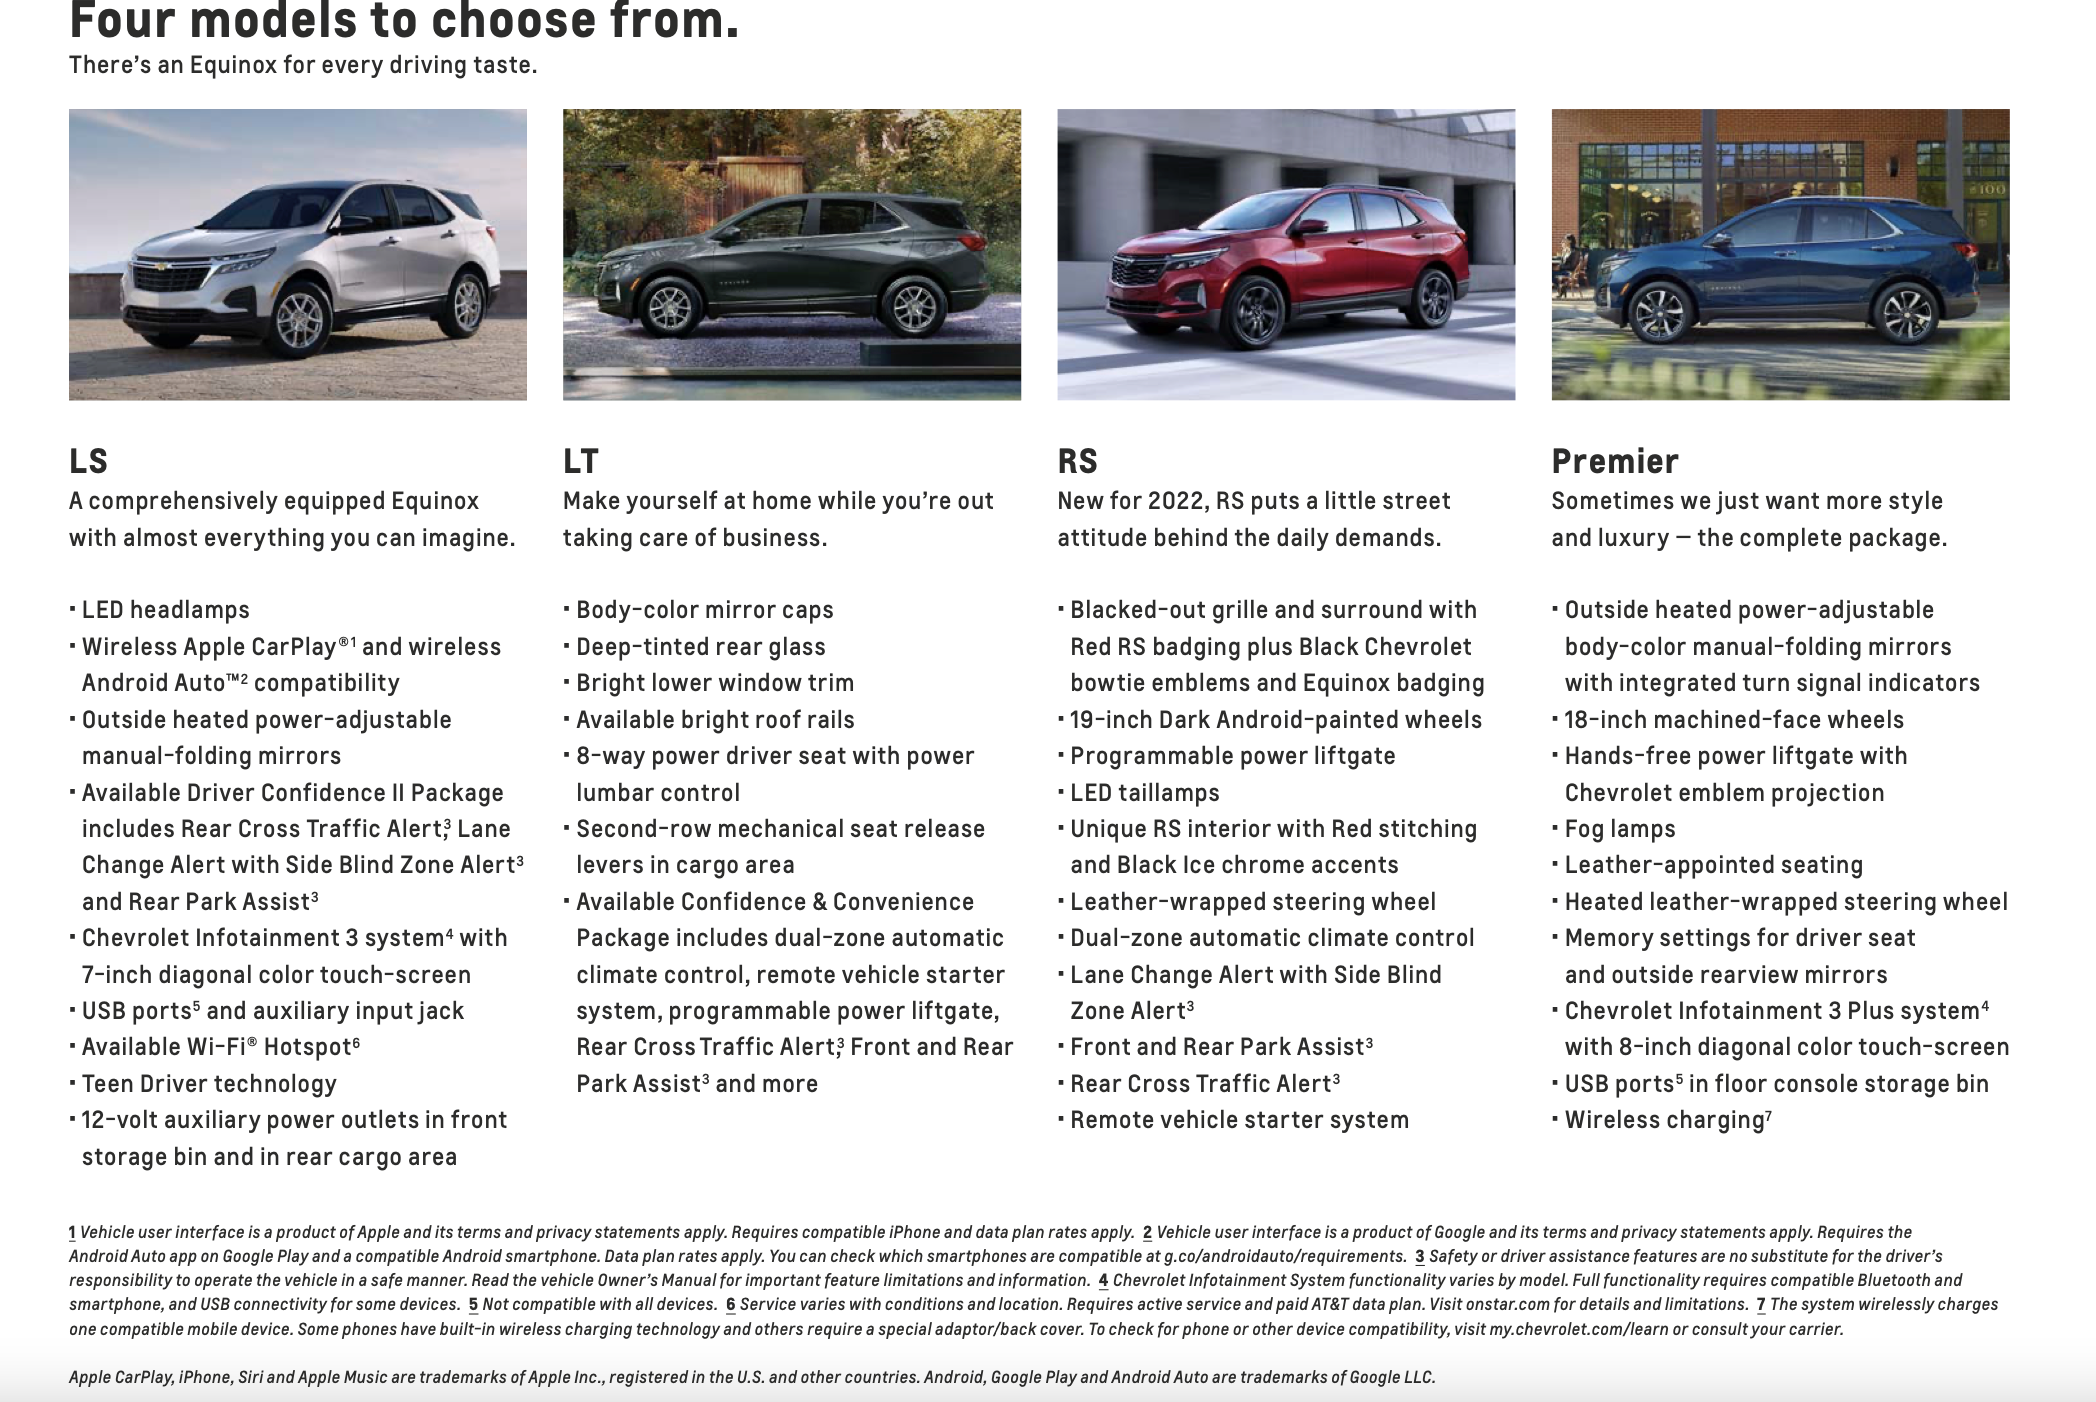 Four models to choose from.
There's an Equinox for every driving taste.
LS
A comprehensively equipped Equinox
with almost everything you can imagine.
· LED headlamps
· Wireless Apple CarPlay®1 and wireless
Android Auto™2 compatibility
· Outside heated power-adjustable
manual-folding mirrors
· Available Driver Confidence II Package
includes Rear Cross Traffic Alert,3 Lane
Change Alert with Side Blind Zone Alert3
and Rear Park Assist3
· Chevrolet Infotainment 3 system4 with
7-inch diagonal color touch-screen
· USB ports5 and auxiliary input jack
· Available Wi-Fi® Hotspot6
· Teen Driver technology
· 12-volt auxiliary power outlets in front
storage bin and in rear cargo area
LT
Make yourself at home while you're out
taking care of business.
· Body-color mirror caps
· Deep-tinted rear glass
· Bright lower window trim
· Available bright roof rails
· 8-way power driver seat with power
lumbar control
· Second-row mechanical seat release
levers in cargo area
· Available Confidence & Convenience
Package includes dual-zone automatic
climate control, remote vehicle starter
system, programmable power liftgate,
Rear Cross Traffic Alert,3 Front and Rear
Park Assist3 and more
RS
New for 2022, RS puts a little street
attitude behind the daily demands.
· Blacked-out grille and surround with
Red RS badging plus Black Chevrolet
bowtie emblems and Equinox badging
· 19-inch Dark Android-painted wheels
· Programmable power liftgate
· LED taillamps
· Unique RS interior with Red stitching
and Black Ice chrome accents
· Leather-wrapped steering wheel
· Dual-zone automatic climate control
· Lane Change Alert with Side Blind
Zone Alert3
· Front and Rear Park Assist3
· Rear Cross Traffic Alert3
· Remote vehicle starter system
100
Premier
Sometimes we just want more style
and luxury — the complete package.
· Outside heated power-adjustable
body-color manual-folding mirrors
with integrated turn signal indicators
· 18-inch machined-face wheels
· Hands-free power liftgate with
Chevrolet emblem projection
· Fog lamps
· Leather-appointed seating
· Heated leather-wrapped steering wheel
· Memory settings for driver seat
and outside rearview mirrors
· Chevrolet Infotainment 3 Plus system4
with 8-inch diagonal color touch-screen
· USB ports5 in floor console storage bin
· Wireless charging7
1 Vehicle user interface is a product of Apple and its terms and privacy statements apply. Requires compatible iPhone and data plan rates apply. 2 Vehicle user interface is a product of Google and its terms and privacy statements apply. Requires the
Android Auto app on Google Play and a compatible Android smartphone. Data plan rates apply. You can check which smartphones are compatible at g.co/androidauto/requirements. 3 Safety or driver assistance features are no substitute for the driver's
responsibility to operate the vehicle in a safe manner. Read the vehicle Owner's Manual for important feature limitations and information. 4 Chevrolet Infotainment System functionality varies by model. Full functionality requires compatible Bluetooth and
smartphone, and USB connectivity for some devices. 5 Not compatible with all devices. 6 Service varies with conditions and location. Requires active service and paid AT&T data plan. Visit onstar.com for details and limitations. 7 The system wirelessly charges
one compatible mobile device. Some phones have built-in wireless charging technology and others require a special adaptor/back cover. To check for phone or other device compatibility, visit my.chevrolet.com/learn or consult your carrier.
Apple CarPlay, iPhone, Siri and Apple Music are trademarks of Apple Inc., registered in the U.S. and other countries. Android, Google Play and Android Auto are trademarks of Google LLC.